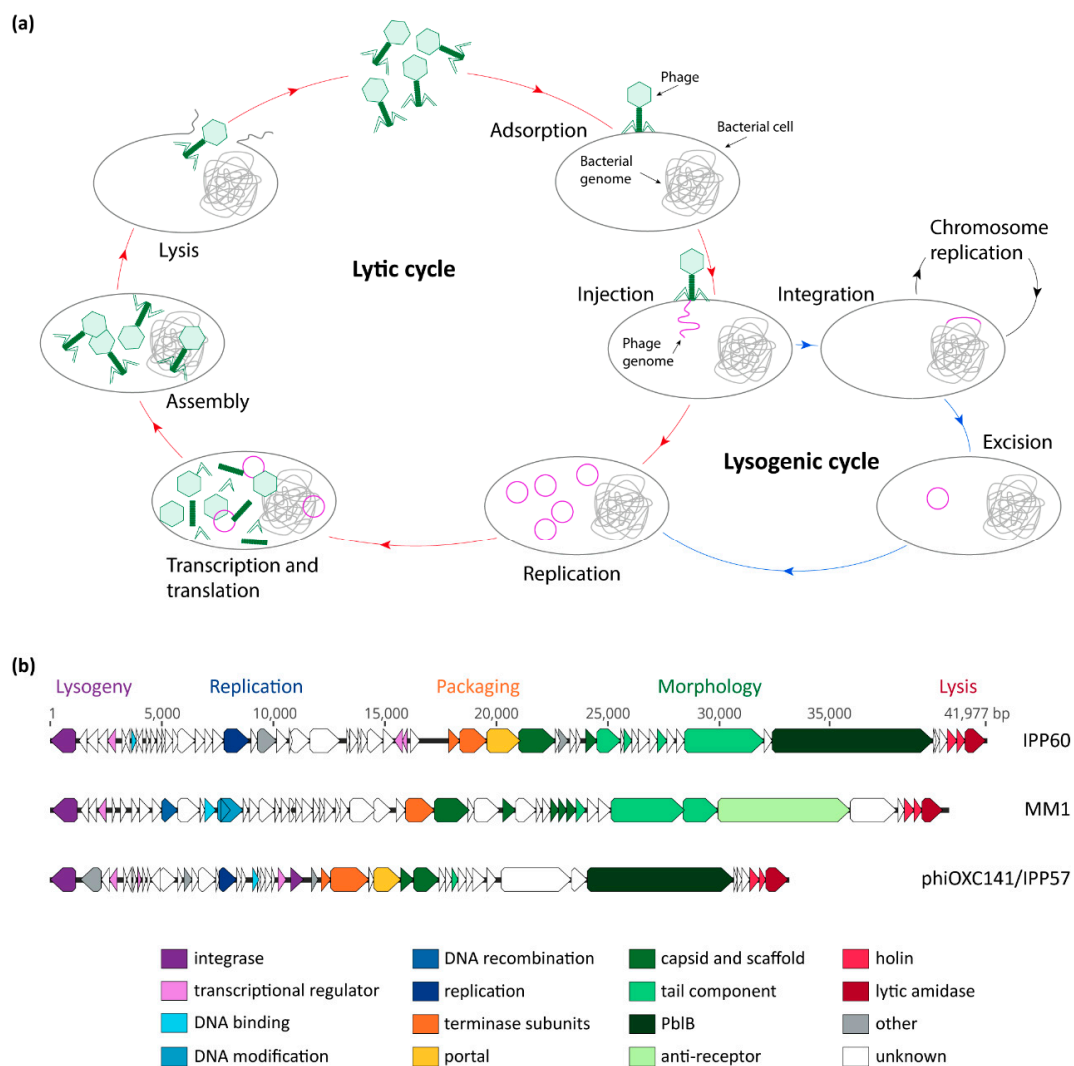 (a)
Phage
Adsorption
Bacterial cell
Bacterial
genome
Lysis
Lytic cycle
Chromosome
replication
Injection
Integration
Phage
genome
Assembly
Lysogenic cycle
Excision
Transcription and
translation
Replication
(b)
Lysogeny Replication Packaging Morphology Lysis
1 5,000 10,000 15,000 20,000 25,000 30,000 35,000 41,977 bp
IPP60
MM1
phiOXC141/IPP57
integrase DNA recombination capsid and scaffold holin
transcriptional regulator replication tail component lytic amidase
DNA binding terminase subunits PblB other
DNA modification portal anti-receptor unknown